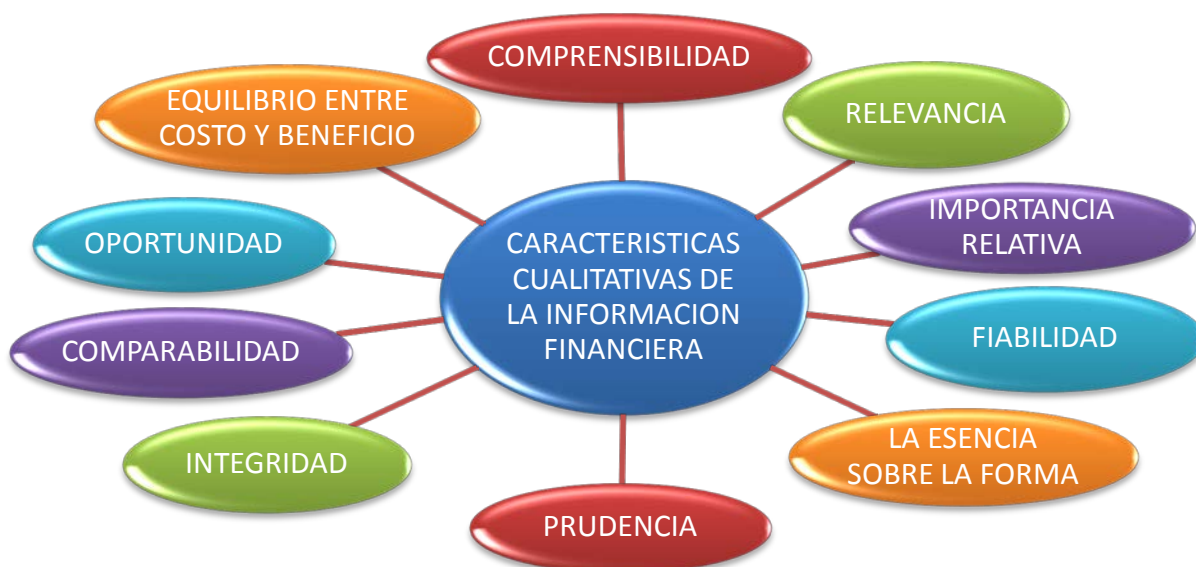 COMPRENSIBILIDAD
EQUILIBRIO ENTRE
COSTO Y BENEFICIO
RELEVANCIA
IMPORTANCIA
RELATIVA
OPORTUNIDAD
CARACTERISTICAS
CUALITATIVAS DE
LA INFORMACION
FINANCIERA
FIABILIDAD
COMPARABILIDAD
LA ESENCIA
SOBRE LA FORMA
INTEGRIDAD
PRUDENCIA